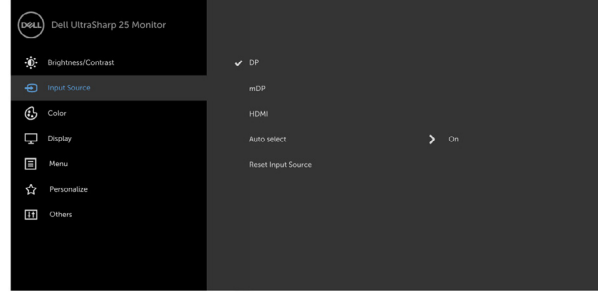 DELL Dell UltraSharp 25 Monitor
Brightness/Contrast
Input Source
Color
Display
Menu
Personalize
Others
DP
mDP
HDMI
Auto select On
Reset Input Source